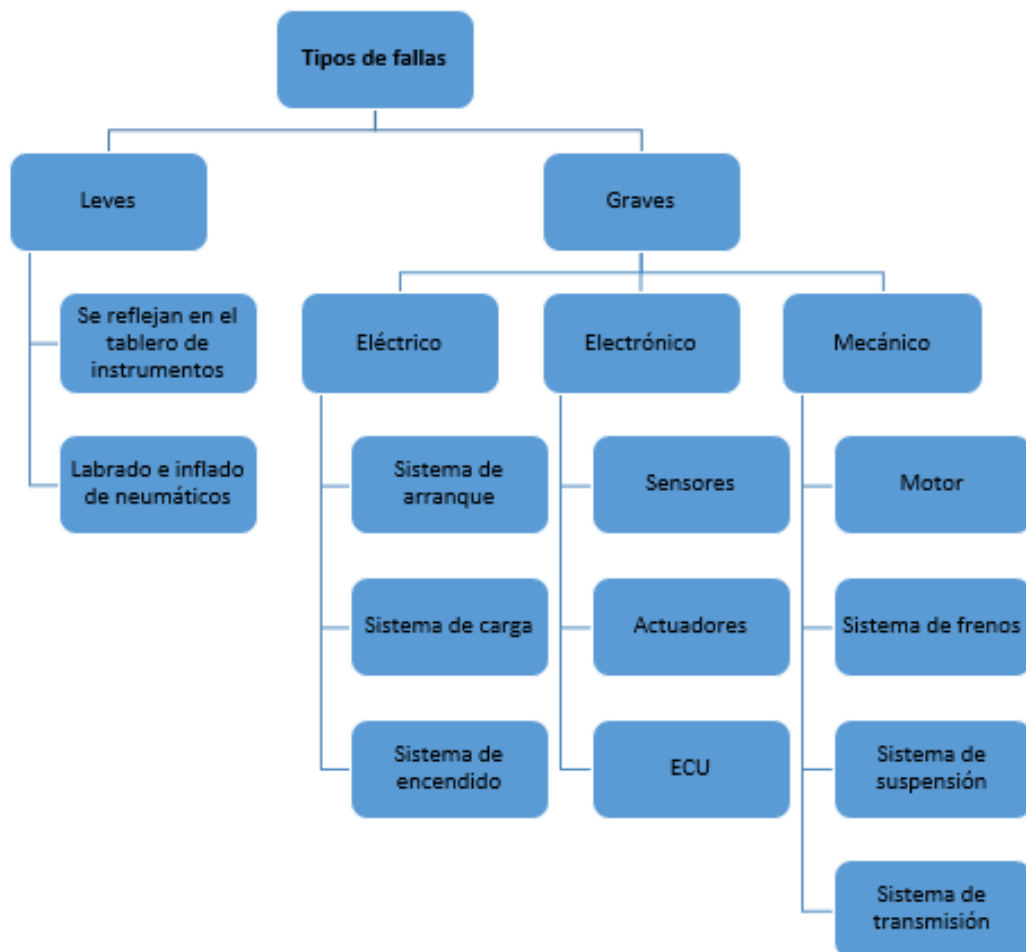 Tipos de fallas
Leves
Graves
Se reflejan en el
tablero de
instrumentos
Labrado e inflado
de neumáticos
Eléctrico
Sistema de
arranque
Sistema de carga
Sistema de
encendido
Electrónico
Sensores
Actuadores
ECU
Mecánico
Motor
Sistema de frenos
Sistema de
suspensión
Sistema de
transmisión